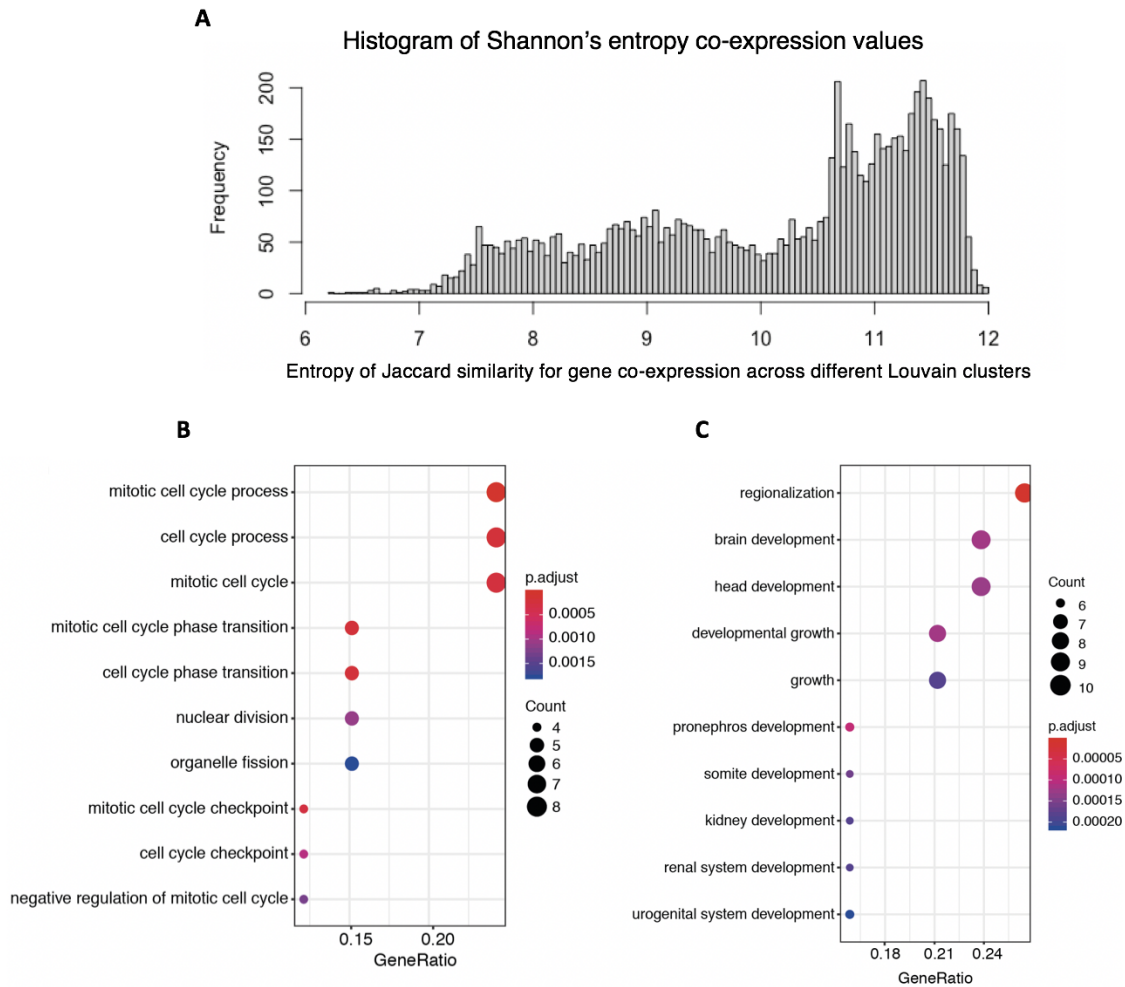 A
Histogram of Shannon's entropy co-expression values
Frequency
200
150
100
50
0
6 7 8 9 10 11 12
Entropy of Jaccard similarity for gene co-expression across different Louvain clusters
B
mitotic cell cycle process
cell cycle process
mitotic cell cycle
mitotic cell cycle phase transition
cell cycle phase transition
nuclear division
organelle fission
mitotic cell cycle checkpoint
cell cycle checkpoint
negative regulation of mitotic cell cycle
0.15 0.20
GeneRatio
p.adjust
0.0005
0.0010
0.0015
Count
4
5
6
7
8
C
regionalization
brain development
head development
developmental growth
growth
pronephros development
somite development
kidney development
renal system development
urogenital system development
0.18 0.21 0.24
GeneRatio
Count
6
7
8
9
10
p.adjust
0.00005
0.00010
0.00015
0.00020